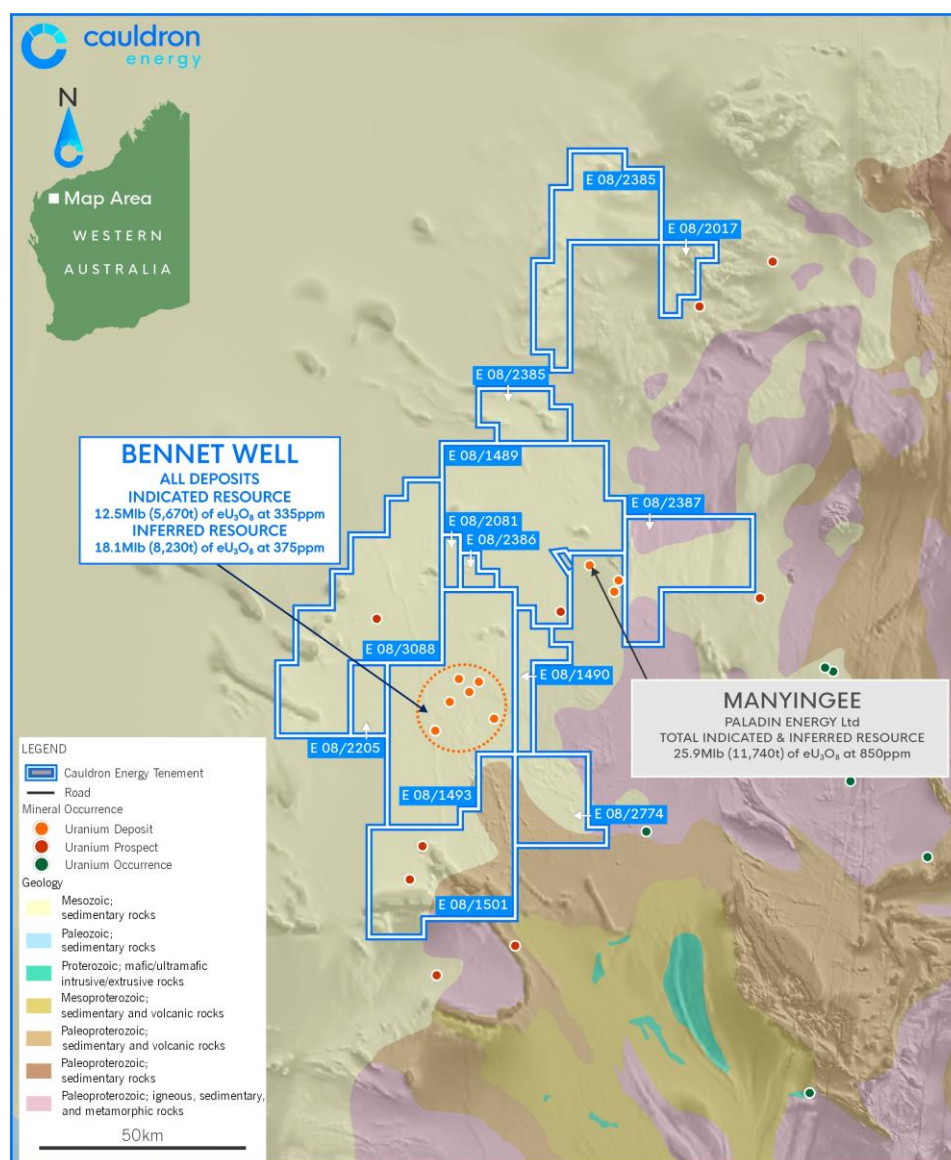 cauldron
energy
N
Map Area
WESTERN
AUSTRALIA
E 08/2385
E 08/2017
E 08/2385
E 08/1489
BENNET WELL
ALL DEPOSITS
INDICATED RESOURCE
12.5Mlb (5,670t) of eU₃O₈ at 335ppm
INFERRED RESOURCE
18.1Mlb (8,230t) of eU₃O₈ at 375ppm
E 08/2387
E 08/2081
E 08/2386
E 08/3088
E 08/1490
MANYINGEE
PALADIN ENERGY Ltd
TOTAL INDICATED & INFERRED RESOURCE
25.9Mlb (11,740t) of eU₃O₈ at 850ppm
E 08/2205
E 08/1493
E 08/2774
E 08/1501
LEGEND
Cauldron Energy Tenement
Road
Mineral Occurrence
Uranium Deposit
Uranium Prospect
Uranium Occurrence
Geology
Mesozoic;
sedimentary rocks
Paleozoic;
sedimentary rocks
Proterozoic; mafic/ultramafic
intrusive/extrusive rocks
Mesoproterozoic;
sedimentary and volcanic rocks
Paleoproterozoic;
sedimentary and volcanic rocks
Paleoproterozoic;
sedimentary rocks
Paleoproterozoic; igneous, sedimentary,
and metamorphic rocks
50km